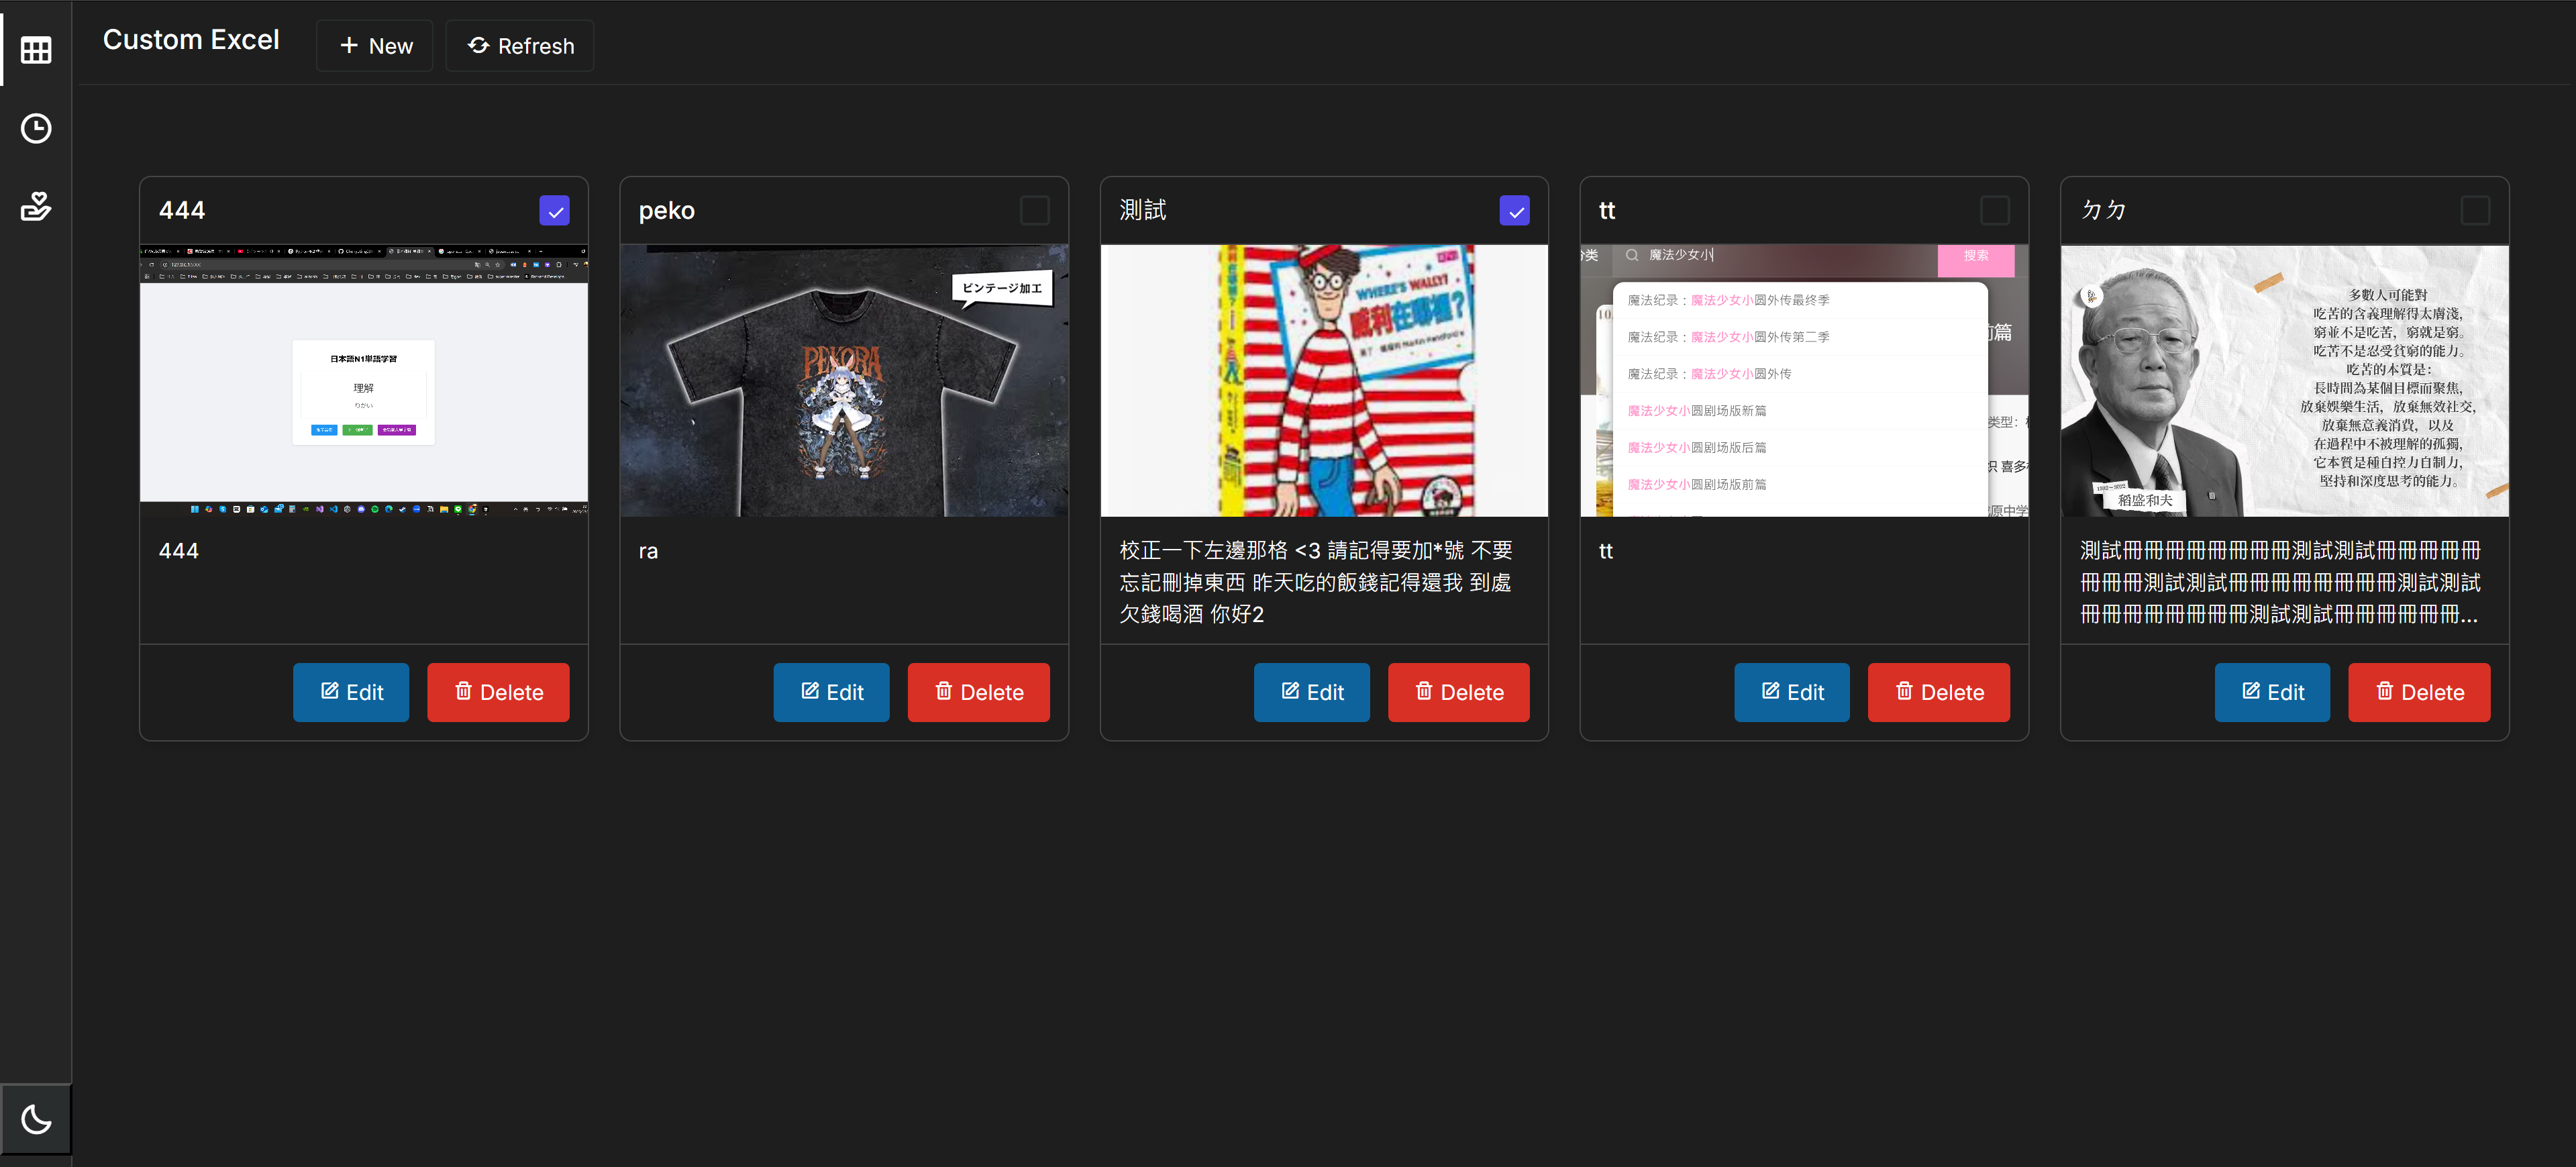 Custom Excel
New
Refresh
444
日本語N1単語学習
理解
りかい
444
Edit
Delete
peko
ビンテージ加工
PEKORA
ra
Edit
Delete
測試
WHERE'S WALLY?
威利在哪裡?
校正一下左邊那格 <3 請記得要加*號 不要
忘記刪掉東西 昨天吃的飯錢記得還我 到處
欠錢喝酒 你好2
Edit
Delete
tt
魔法少女小
搜索
魔法纪录：魔法少女小圆外传最终季
魔法纪录：魔法少女小圆外传第二季
魔法纪录：魔法少女小圆外传
魔法少女小圆剧场版新篇
魔法少女小圆剧场版后篇
魔法少女小圆剧场版前篇
类型：
tt
Edit
Delete
ㄉㄉ
多數人可能對
吃苦的含義理解得太膚淺，
窮並不是吃苦，窮就是窮。
吃苦不是忍受貧窮的能力。
吃苦的本質是：
長時間為某個目標而聚焦，
放棄娛樂生活，放棄無效社交，
放棄無意義消費，以及
在過程中不被理解的孤獨，
它本質是種自控力自制力，
堅持和深度思考的能力。
1932-2022
稻盛和夫
測試冊冊冊冊冊冊冊冊測試測試冊冊冊冊冊
冊冊冊測試測試冊冊冊冊冊冊冊冊測試測試
冊冊冊冊冊冊冊冊測試測試冊冊冊冊冊冊...
Edit
Delete